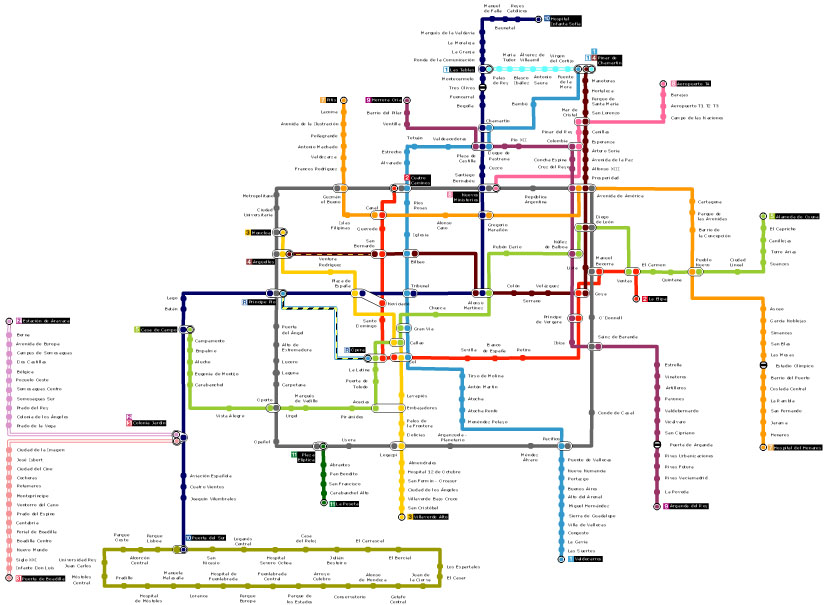 Manuel de Falla
Reyes Católicos
10 Hospital Infanta Sofía
Baunatal
Marqués de la Valdavia
La Moraleja
La Granja
Ronda de la Comunicación
1 Las Tablas
María Tudor
Álvarez de Villaamil
Virgen del Cortijo
Palas de Rey
Blasco Ibáñez
Antonio Saura
Fuente de la Mora
Pinar de Chamartín
Montecarmelo
Tres Olivos
Fuencarral
Begoña
Chamartín
Bambú
Manoteras
Hortaleza
Parque de Santa María
San Lorenzo
Mar de Cristal
Aeropuerto T4
Barajas
Aeropuerto T1 T2 T3
Campo de las Naciones
Pitis
Lacoma
Avenida de la Ilustración
Peñagrande
Antonio Machado
Valdezarza
Francos Rodríguez
9 Herrera Oria
Barrio del Pilar
Ventilla
Tetuán
Valdeacederas
Estrecho
Alvarado
Plaza de Castilla
Duque de Pastrana
Pío XII
Pinar del Rey
Colombia
Concha Espina
Cruz del Rayo
Canillas
Esperanza
Arturo Soria
Avenida de la Paz
Alfonso XIII
Prosperidad
Cuzco
Santiago Bernabéu
2 Cuatro Caminos
Nuevos Ministerios
República Argentina
Avenida de América
Metropolitano
Guzmán el Bueno
Ciudad Universitaria
Canal
Islas Filipinas
Quevedo
Ríos Rosas
Alonso Cano
Gregorio Marañón
Iglesia
Cartagena
Parque de las Avenidas
Barrio de la Concepción
Diego de León
5 Alameda de Osuna
El Capricho
Canillejas
Torre Arias
Suanzes
3 Moncloa
4 Argüelles
San Bernardo
Ventura Rodríguez
Bilbao
Rubén Darío
Núñez de Balboa
Lista
Manuel Becerra
El Carmen
Ventas
Quintana
Pueblo Nuevo
Ciudad Lineal
2 La Elipa
Plaza de España
Tribunal
Noviciado
Alonso Martínez
Colón
Serrano
Velázquez
Goya
Lago
Batán
Príncipe Pío
Santo Domingo
Chueca
Gran Vía
Callao
Príncipe de Vergara
O´Donnell
Ibiza
Sáinz de Baranda
Ascao
García Noblejas
Simancas
San Blas
Las Musas
Estadio Olímpico
Barrio del Puerto
Coslada Central
La Rambla
San Fernando
Jarama
Henares
Hospital del Henares
Estación de Aravaca
Berna
Avenida de Europa
Campus de Somosaguas
Dos Castillas
Bélgica
Pozuelo Oeste
Somosaguas Centro
Somosaguas Sur
Prado del Rey
Colonia de los Ángeles
Prado de la Vega
5 Casa de Campo
Campamento
Empalme
Aluche
Eugenia de Montijo
Carabanchel
Puerta del Ángel
Alto de Extremadura
Lucero
Laguna
Carpetana
Opera
Sol
Sevilla
Banco de España
Retiro
La Latina
Puerta de Toledo
Tirso de Molina
Antón Martín
Atocha
Atocha Renfe
Menéndez Pelayo
Lavapiés
Embajadores
Oporto
Vista Alegre
Marqués de Vadillo
Urgel
Pirámides
Acacias
Palos de la Frontera
Delicias
Opañel
Plaza Elíptica
Usera
Legazpi
Arganzuela - Planetario
Méndez Álvaro
Pacífico
Conde de Casal
Estrella
Vinateros
Artilleros
Pavones
Valdebernardo
Vicálvaro
San Cipriano
Puerta de Arganda
Rivas Urbanizaciones
Rivas Futura
Rivas Vaciamadrid
La Poveda
9 Arganda del Rey
Colonia Jardín
Aviación Española
Cuatro Vientos
Joaquín Vilumbrales
Ciudad de la Imagen
José Isbert
Ciudad del Cine
Cocheras
Retamares
Montepríncipe
Ventorro del Cano
Prado del Espino
Cantabria
Ferial de Boadilla
Boadilla Centro
Nuevo Mundo
Siglo XXI
Infante Don Luis
3 Puerta de Boadilla
Abrantes
Pan Bendito
San Francisco
Carabanchel Alto
11 La Peseta
Almendrales
Hospital 12 de Octubre
San Fermín - Orcasur
Ciudad de los Ángeles
Villaverde Bajo Cruce
San Cristóbal
3 Villaverde Alto
Puente de Vallecas
Nueva Numancia
Portazgo
Buenos Aires
Alto del Arenal
Miguel Hernández
Sierra de Guadalupe
Villa de Vallecas
Congosto
La Gavia
Las Suertes
1 Valdecarros
10 Puerta del Sur
Parque Oeste
Parque Lisboa
Alcorcón Central
San Nicasio
Leganés Central
Hospital Severo Ochoa
Casa del Reloj
Julián Besteiro
El Carrascal
El Bercial
Los Espartales
El Casar
Universidad Rey Juan Carlos
Móstoles Central
Pradillo
Hospital de Móstoles
Manuela Malasaña
Loranca
Hospital de Fuenlabrada
Parque Europa
Fuenlabrada Central
Parque de los Estados
Arroyo Culebro
Conservatorio
Alonso de Mendoza
Getafe Central
Juan de la Cierva